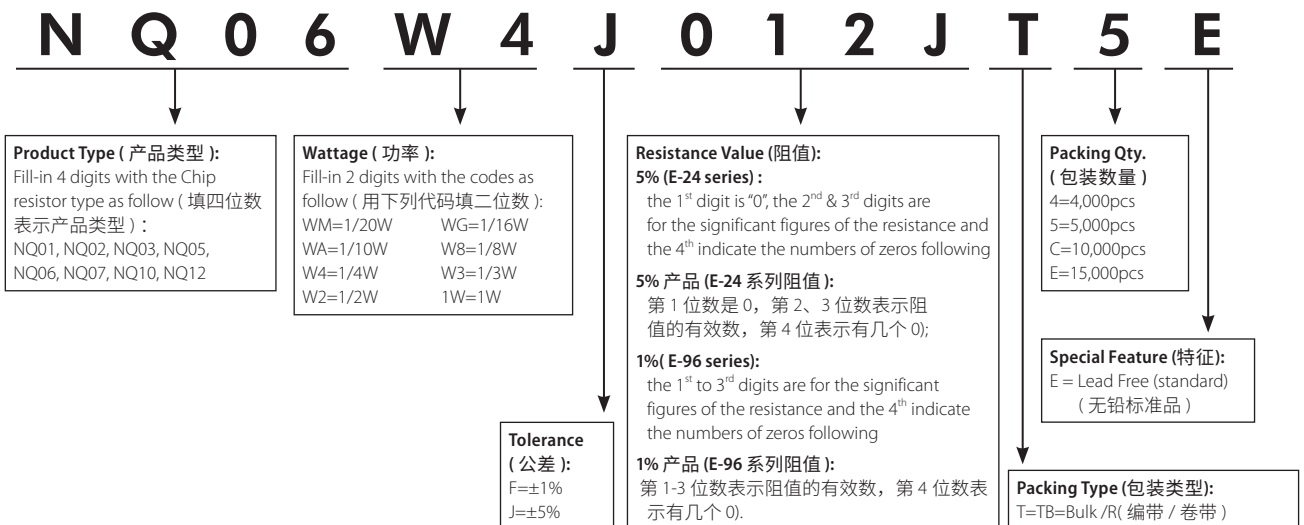 N Q 0 6 W 4 J 0 1 2 J T 5 E
Product Type ( 产品类型 ):
Fill-in 4 digits with the Chip
resistor type as follow ( 填四位数
表示产品类型 ) :
NQ01, NQ02, NQ03, NQ05,
NQ06, NQ07, NQ10, NQ12
Wattage ( 功率 ):
Fill-in 2 digits with the codes as
follow ( 用下列代码填二位数 ):
WM=1/20W WG=1/16W
WA=1/10W W8=1/8W
W4=1/4W W3=1/3W
W2=1/2W 1W=1W
Tolerance
( 公差 ):
F=±1%
J=±5%
Resistance Value (阻值):
5% (E-24 series) :
the 1st digit is "0", the 2nd & 3rd digits are
for the significant figures of the resistance and
the 4th indicate the numbers of zeros following
5% 产品 (E-24 系列阻值 ):
第 1 位数是 0，第 2、3 位数表示阻
值的有效数，第 4 位表示有几个 0);
1%( E-96 series):
the 1st to 3rd digits are for the significant
figures of the resistance and the 4th indicate
the numbers of zeros following
1% 产品 (E-96 系列阻值 ):
第 1-3 位数表示阻值的有效数，第 4 位数表
示有几个 0).
Packing Qty.
( 包装数量 )
4=4,000pcs
5=5,000pcs
C=10,000pcs
E=15,000pcs
Special Feature (特征):
E = Lead Free (standard)
( 无铅标准品 )
Packing Type (包装类型):
T=TB=Bulk /R( 编带 / 卷带 )